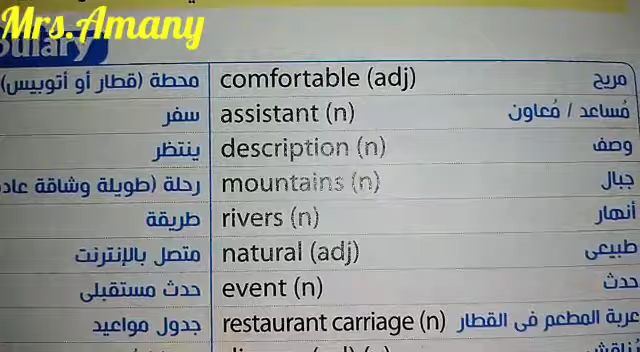 Mrs.Amany
bulary
محطة (قطار أو أتوبيس) comfortable (adj) مريح
سفر assistant (n) مُساعد / مُعاون
ينتظر description (n) وصف
رحلة (طويلة وشاقة mountains (n) جبال
طريقة rivers (n) أنهار
متصل بالإنترنت natural (adj) طبيعى
حدث مستقبلى event (n) حدث
جدول مواعيد restaurant carriage (n) عربة المطعم فى القطار